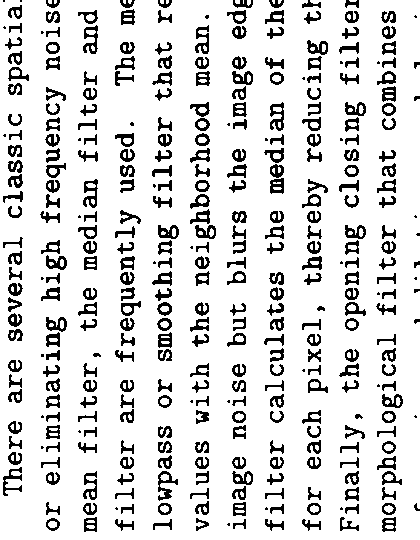 There are several classic spatial
or eliminating high frequency noise
mean filter, the median filter and
filter are frequently used. The me
lowpass or smoothing filter that re
values with the neighborhood mean.
image noise but blurs the image edg
filter calculates the median of the
for each pixel, thereby reducing th
Finally, the opening closing filter
morphological filter that combines